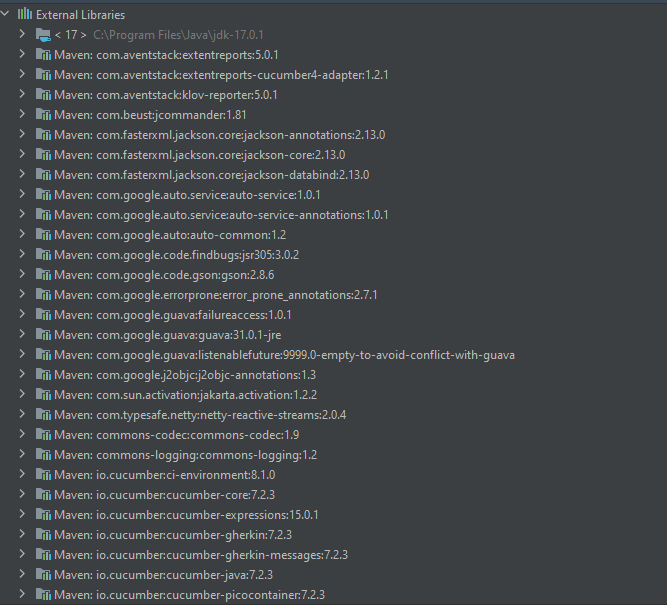 External Libraries
< 17 > C:\Program Files\Java\jdk-17.0.1
Maven: com.aventstack:extentreports:5.0.1
Maven: com.aventstack:extentreports-cucumber4-adapter:1.2.1
Maven: com.aventstack:klov-reporter:5.0.1
Maven: com.beust:jcommander:1.81
Maven: com.fasterxml.jackson.core:jackson-annotations:2.13.0
Maven: com.fasterxml.jackson.core:jackson-core:2.13.0
Maven: com.fasterxml.jackson.core:jackson-databind:2.13.0
Maven: com.google.auto.service:auto-service:1.0.1
Maven: com.google.auto.service:auto-service-annotations:1.0.1
Maven: com.google.auto:auto-common:1.2
Maven: com.google.code.findbugs:jsr305:3.0.2
Maven: com.google.code.gson:gson:2.8.6
Maven: com.google.errorprone:error_prone_annotations:2.7.1
Maven: com.google.guava:failureaccess:1.0.1
Maven: com.google.guava:guava:31.0.1-jre
Maven: com.google.guava:listenablefuture:9999.0-empty-to-avoid-conflict-with-guava
Maven: com.google.j2objc:j2objc-annotations:1.3
Maven: com.sun.activation:jakarta.activation:1.2.2
Maven: com.typesafe.netty:netty-reactive-streams:2.0.4
Maven: commons-codec:commons-codec:1.9
Maven: commons-logging:commons-logging:1.2
Maven: io.cucumber:ci-environment:8.1.0
Maven: io.cucumber:cucumber-core:7.2.3
Maven: io.cucumber:cucumber-expressions:15.0.1
Maven: io.cucumber:cucumber-gherkin:7.2.3
Maven: io.cucumber:cucumber-gherkin-messages:7.2.3
Maven: io.cucumber:cucumber-java:7.2.3
Maven: io.cucumber:cucumber-picocontainer:7.2.3